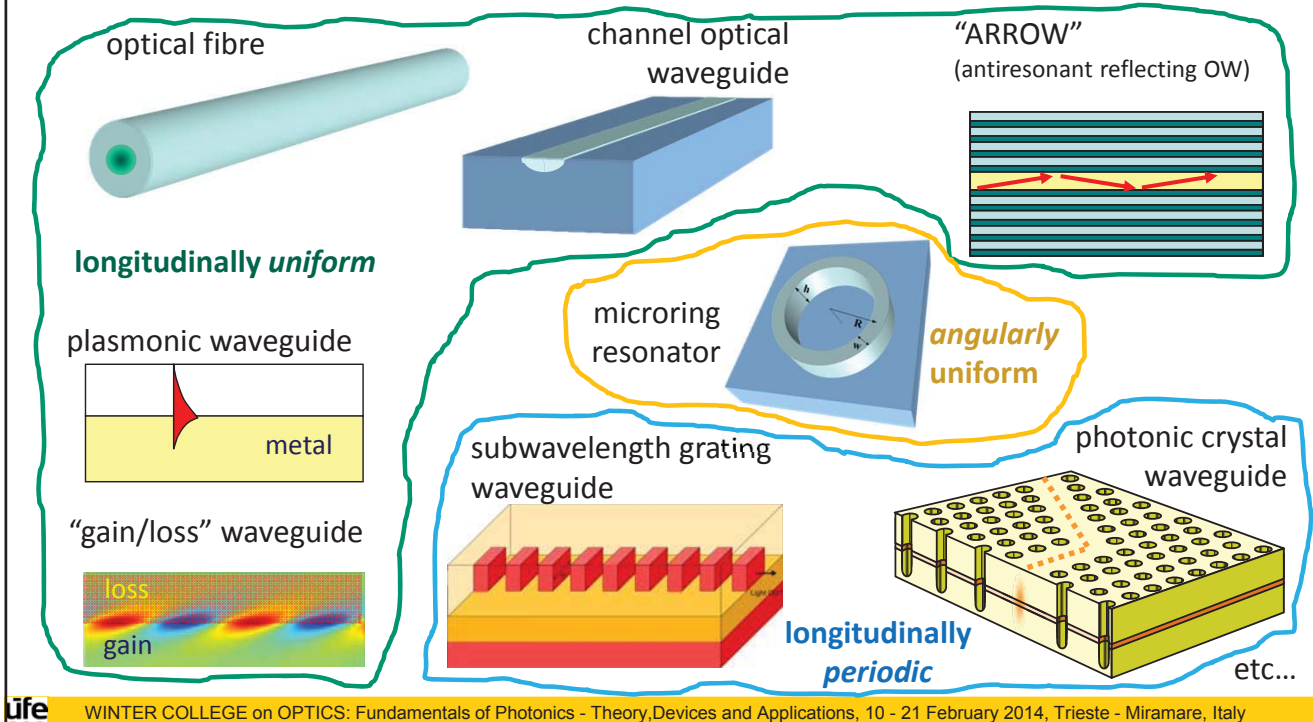 optical fibre
channel optical
waveguide
“ARROW”
(antiresonant reflecting OW)
longitudinally uniform
microring
resonator
h
R
w
angularly
uniform
plasmonic waveguide
metal
subwavelength grating
waveguide
photonic crystal
waveguide
“gain/loss” waveguide
loss
gain
longitudinally
periodic
etc…
ūfe
WINTER COLLEGE on OPTICS: Fundamentals of Photonics - Theory,Devices and Applications, 10 - 21 February 2014, Trieste - Miramare, Italy